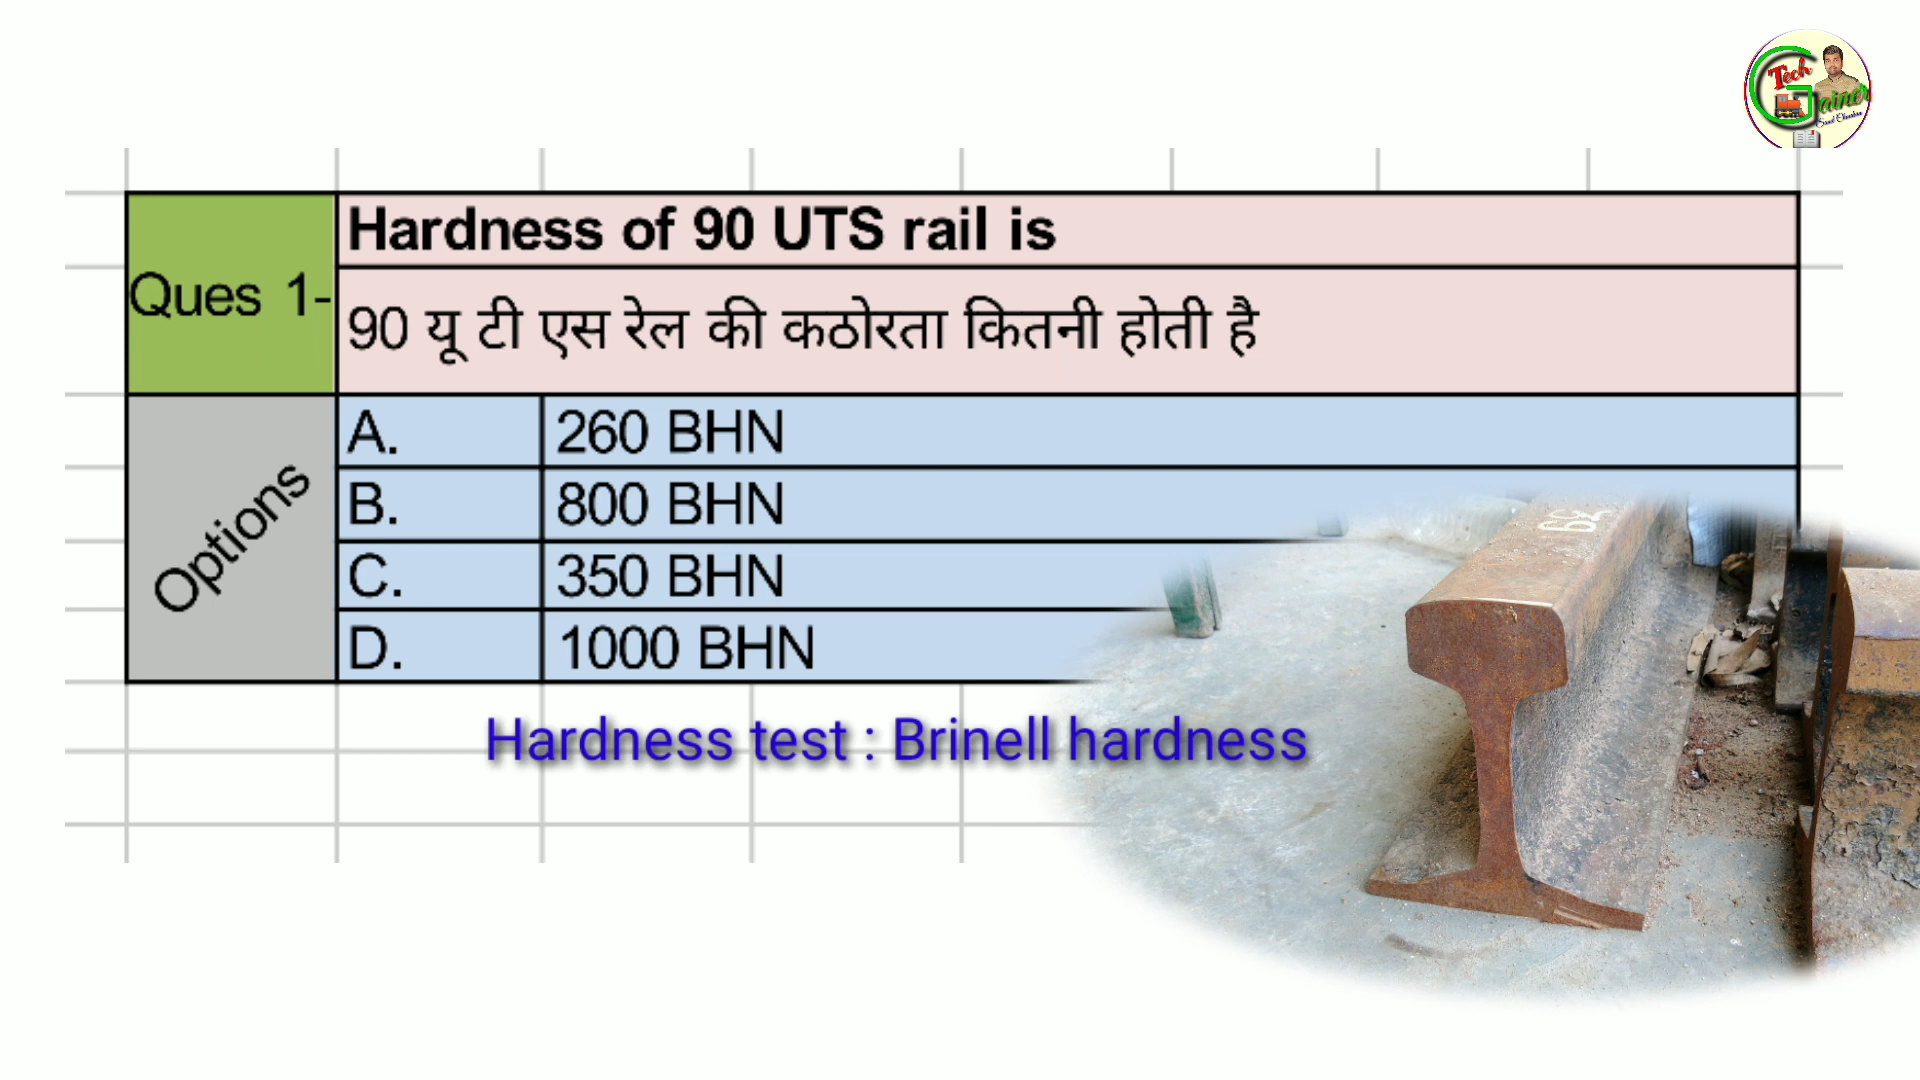 Tech
Gainer
Ques 1-
Hardness of 90 UTS rail is
90 यू टी एस रेल की कठोरता कितनी होती है
Options
A. 260 BHN
B. 800 BHN
C. 350 BHN
D. 1000 BHN
Hardness test : Brinell hardness